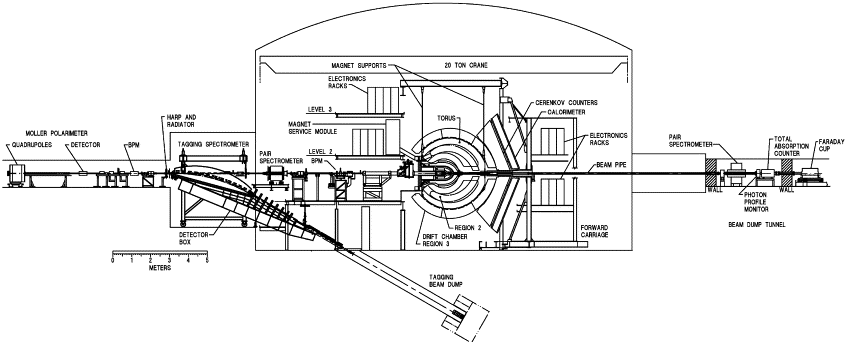 MAGNET SUPPORTS
20 TON CRANE
ELECTRONICS
RACKS
LEVEL 3
MAGNET
SERVICE MODULE
LEVEL 2
TORUS
CERENKOV COUNTERS
CALORIMETER
ELECTRONICS
RACKS
BEAM PIPE
HARP AND
RADIATOR
MOLLER POLARIMETER
QUADRUPOLES
DETECTOR
BPM
TAGGING SPECTROMETER
PAIR
SPECTROMETER
BPM
PAIR
SPECTROMETER
TOTAL
ABSORPTION
COUNTER
FARADAY
CUP
WALL
WALL
PHOTON
PROFILE
MONITOR
BEAM DUMP TUNNEL
DETECTOR
BOX
REGION 2
DRIFT CHAMBER
REGION 3
FORWARD
CARRIAGE
0 1 2 3 4 5
METERS
TAGGING
BEAM DUMP